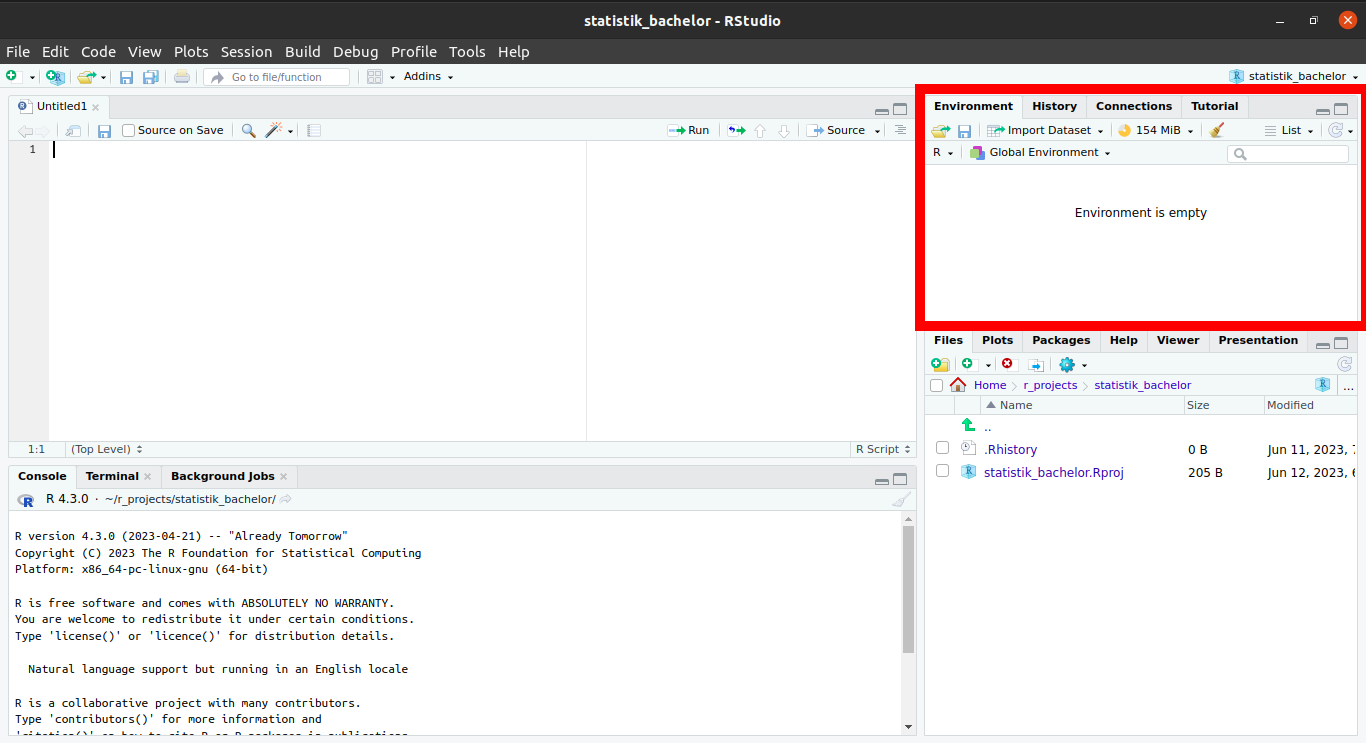 statistik_bachelor - RStudio
File Edit Code View Plots Session Build Debug Profile Tools Help
Go to file/function Addins statistik_bachelor
Untitled1
Source on Save Run Source
1
1:1 (Top Level) R Script
Console Terminal Background Jobs
R 4.3.0 · ~/r_projects/statistik_bachelor/
R version 4.3.0 (2023-04-21) -- "Already Tomorrow"
Copyright (C) 2023 The R Foundation for Statistical Computing
Platform: x86_64-pc-linux-gnu (64-bit)
R is free software and comes with ABSOLUTELY NO WARRANTY.
You are welcome to redistribute it under certain conditions.
Type 'license()' or 'licence()' for distribution details.
Natural language support but running in an English locale
R is a collaborative project with many contributors.
Type 'contributors()' for more information and
Environment History Connections Tutorial
Import Dataset 154 MiB List
R Global Environment
Environment is empty
Files Plots Packages Help Viewer Presentation
Home r_projects statistik_bachelor ...
Name Size Modified
..
.Rhistory 0 B Jun 11, 2023,
statistik_bachelor.Rproj 205 B Jun 12, 2023,